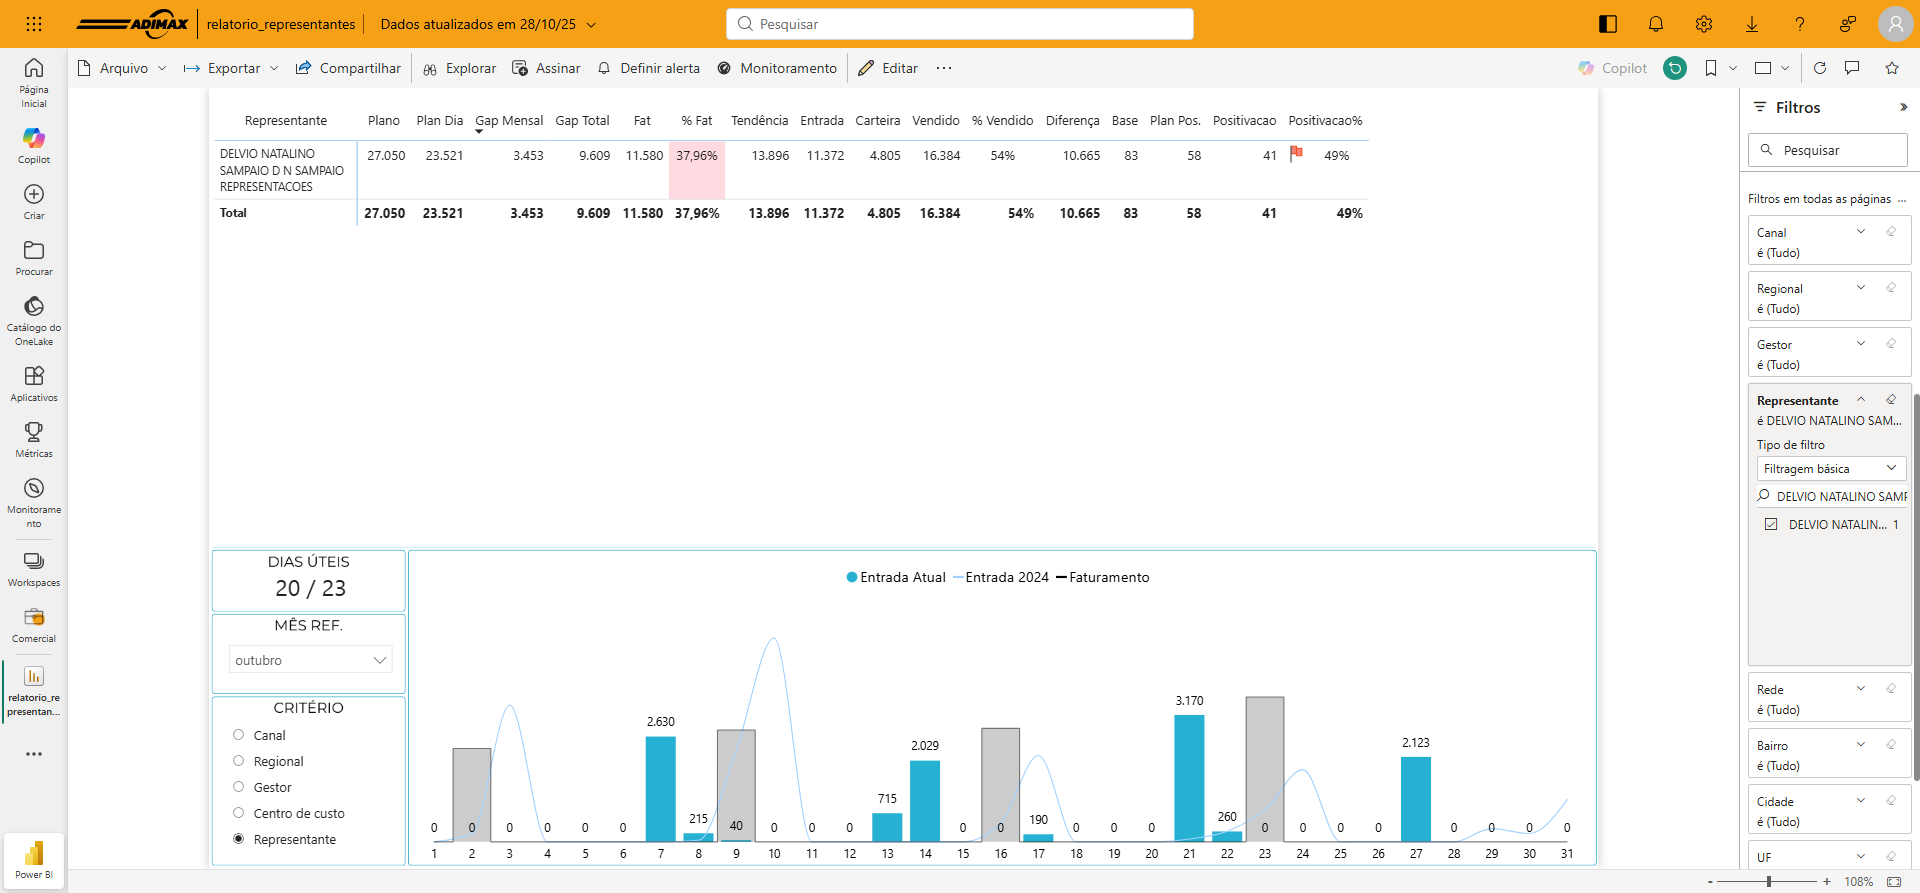 ADIMAX relatorio_representantes Dados atualizados em 28/10/25 Pesquisar
Arquivo Exportar Compartilhar Explorar Assinar Definir alerta Monitoramento Editar ... Copilot
Página
Inicial
Copilot
Criar
Procurar
Catálogo do
OneLake
Aplicativos
Métricas
Monitorame
nto
Workspaces
Comercial
relatorio_re
presentan...
Power BI
Representante Plano Plan Dia Gap Mensal Gap Total Fat % Fat Tendência Entrada Carteira Vendido % Vendido Diferença Base Plan Pos. Positivacao Positivacao%
DELVIO NATALINO 27.050 23.521 3.453 9.609 11.580 37,96% 13.896 11.372 4.805 16.384 54% 10.665 83 58 41 49%
SAMPAIO D N SAMPAIO
REPRESENTACOES
Total 27.050 23.521 3.453 9.609 11.580 37,96% 13.896 11.372 4.805 16.384 54% 10.665 83 58 41 49%
DIAS ÚTEIS
20 / 23
MÊS REF.
outubro
CRITÉRIO
Canal
Regional
Gestor
Centro de custo
Representante
Entrada Atual Entrada 2024 Faturamento
0 0 0 0 0 0 2.630 215 40 0 0 0 715 2.029 0 0 190 0 0 0 3.170 260 0 0 0 0 2.123 0 0 0 0
1 2 3 4 5 6 7 8 9 10 11 12 13 14 15 16 17 18 19 20 21 22 23 24 25 26 27 28 29 30 31
Filtros
Pesquisar
Filtros em todas as páginas ...
Canal
é (Tudo)
Regional
é (Tudo)
Gestor
é (Tudo)
Representante
é DELVIO NATALINO SAM...
Tipo de filtro
Filtragem básica
DELVIO NATALINO SAMP
DELVIO NATALIN... 1
Rede
é (Tudo)
Bairro
é (Tudo)
Cidade
é (Tudo)
UF
- + 108%